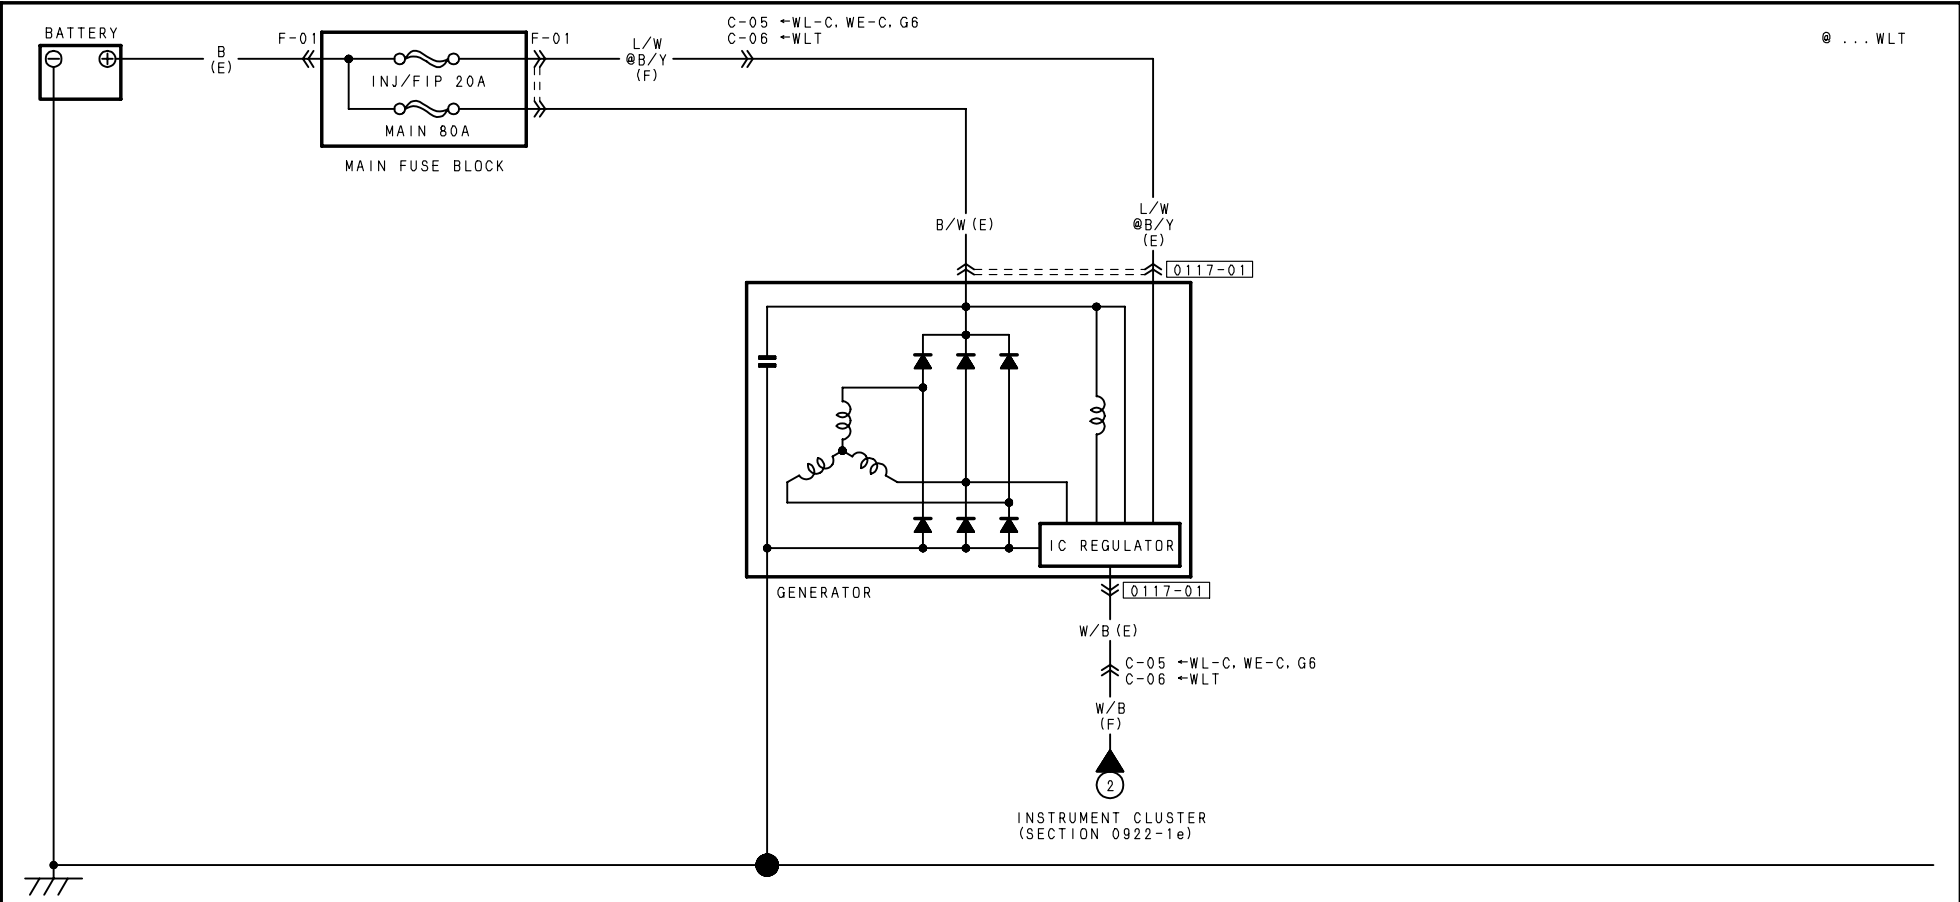 C-05 ←WL-C, WE-C, G6
C-06 ←WLT
@ ... WLT
BATTERY
F-01
F-01
B
(E)
L/W
@B/Y
(F)
INJ/FIP 20A
MAIN 80A
MAIN FUSE BLOCK
B/W (E)
L/W
@B/Y
(E)
0117-01
IC REGULATOR
GENERATOR
0117-01
W/B (E)
C-05 ←WL-C, WE-C, G6
C-06 ←WLT
W/B
(F)
2
INSTRUMENT CLUSTER
(SECTION 0922-1e)